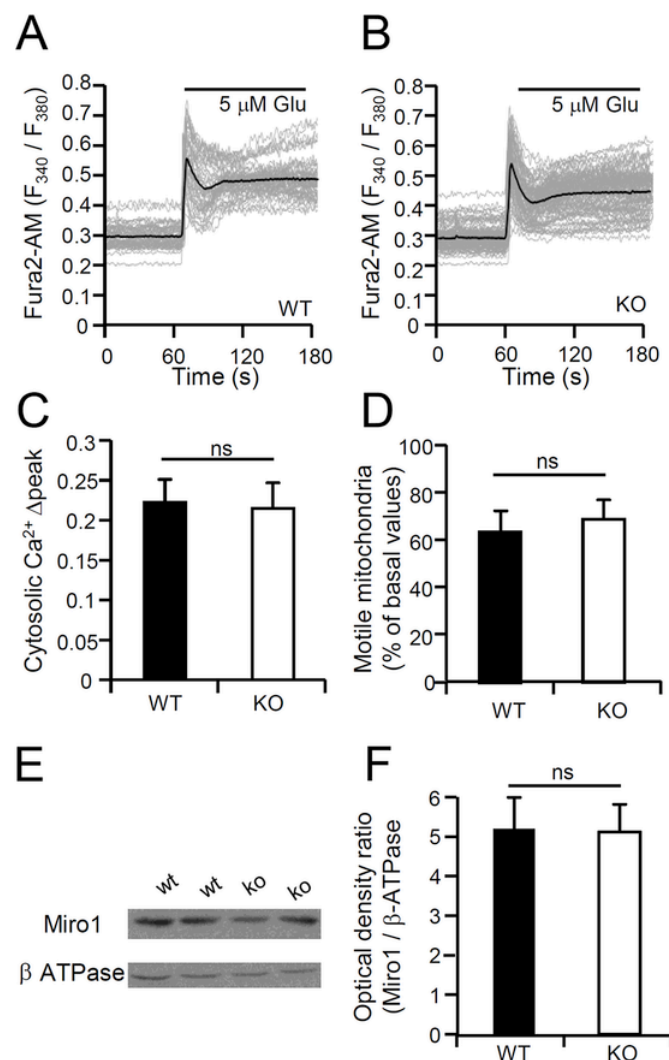 A
B
Fura2-AM (F340 / F380)
0.8
0.7
0.6
0.5
0.4
0.3
0.2
0.1
0
5 μM Glu
WT
0 60 120 180
Time (s)
Fura2-AM (F340 / F380)
0.8
0.7
0.6
0.5
0.4
0.3
0.2
0.1
0
5 μM Glu
KO
0 60 120 180
Time (s)
C
D
Cytosolic Ca2+ Δpeak
0.3
0.25
0.2
0.15
0.1
0.05
0
ns
WT KO
Motile mitochondria
(% of basal values)
100
80
60
40
20
0
ns
WT KO
E
F
wt wt ko ko
Miro1
β ATPase
Optical density ratio
(Miro1 / β-ATPase)
6
5
4
3
2
1
0
ns
WT KO